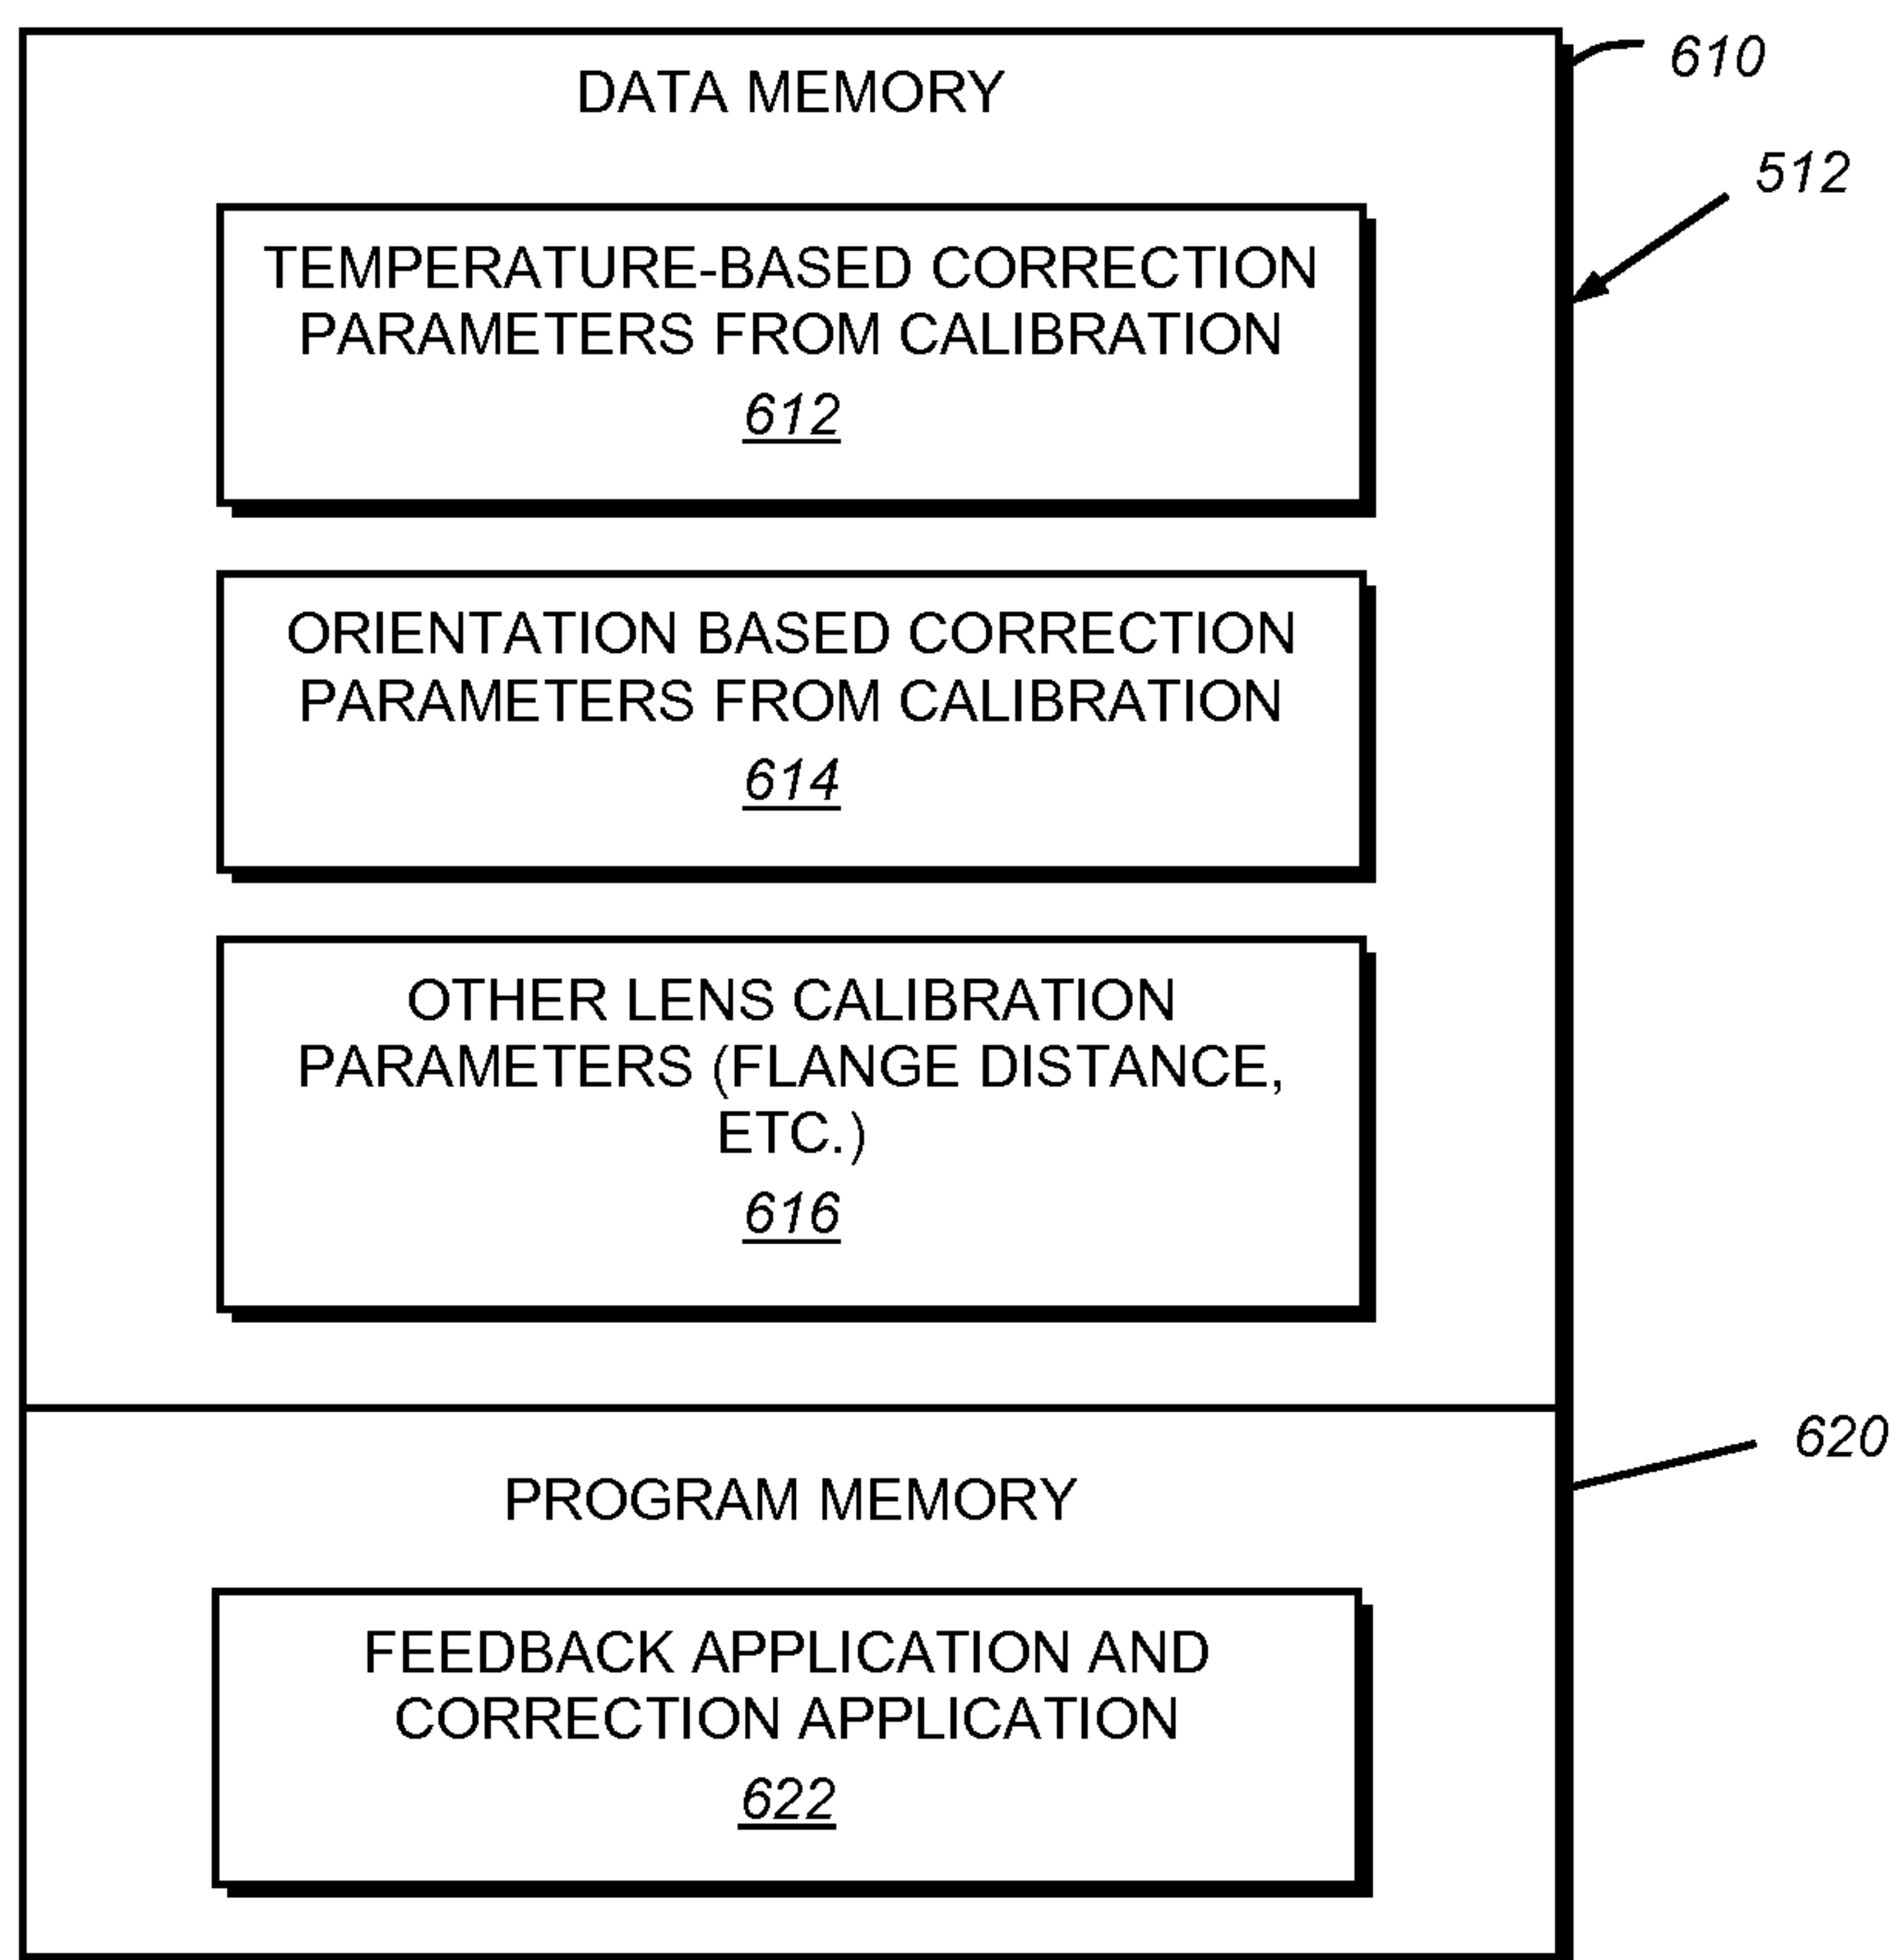 DATA MEMORY
610
512
TEMPERATURE-BASED CORRECTION
PARAMETERS FROM CALIBRATION
612
ORIENTATION BASED CORRECTION
PARAMETERS FROM CALIBRATION
614
OTHER LENS CALIBRATION
PARAMETERS (FLANGE DISTANCE,
ETC.)
616
620
PROGRAM MEMORY
FEEDBACK APPLICATION AND
CORRECTION APPLICATION
622